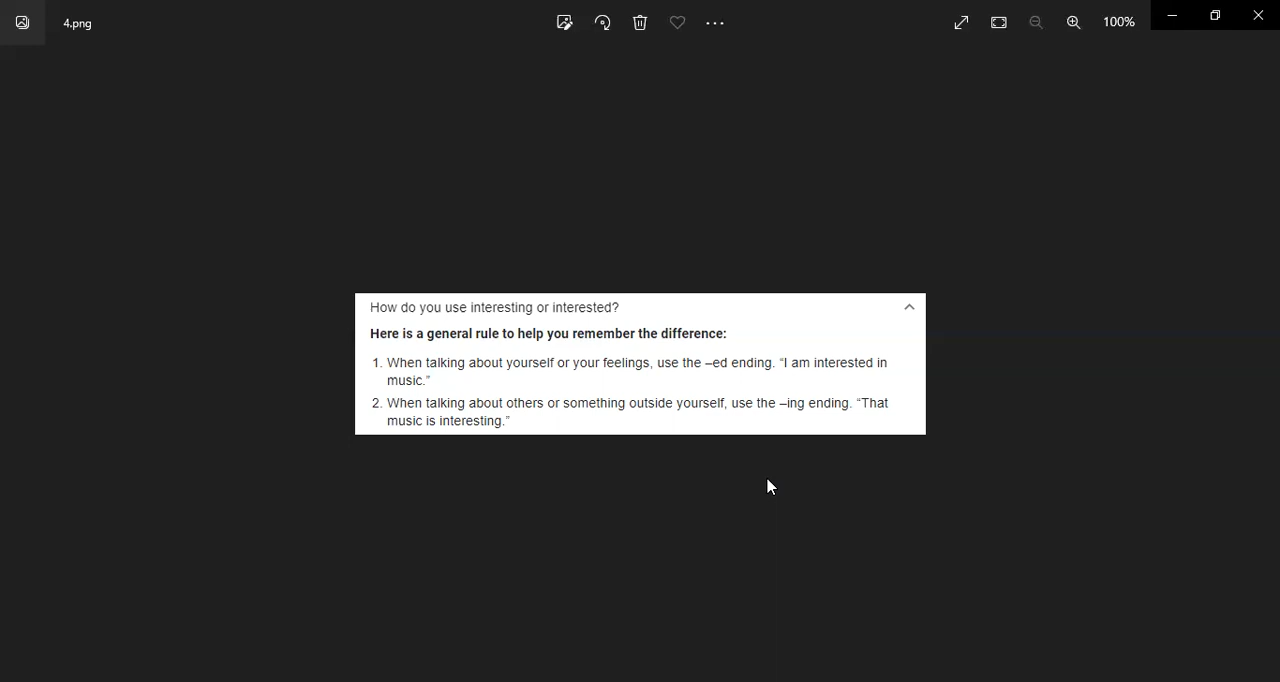 4.png
100%
How do you use interesting or interested?
Here is a general rule to help you remember the difference:
1. When talking about yourself or your feelings, use the –ed ending. “I am interested in
music.”
2. When talking about others or something outside yourself, use the –ing ending. “That
music is interesting.”